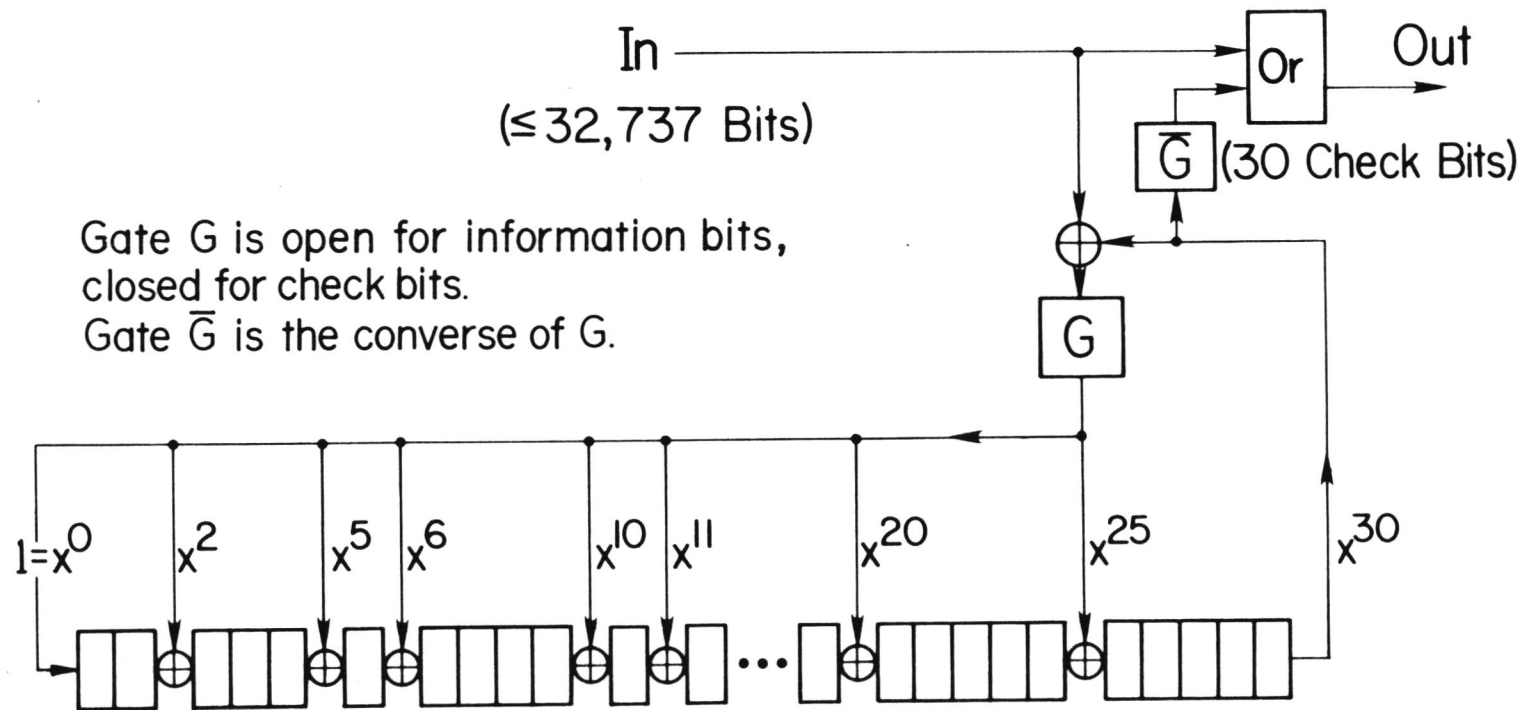 In
Or
Out
(≤ 32,737 Bits)
G̅ (30 Check Bits)
Gate G is open for information bits,
closed for check bits.
Gate G̅ is the converse of G.
G
1=x⁰ x² x⁵ x⁶ x¹⁰ x¹¹ x²⁰ x²⁵ x³⁰